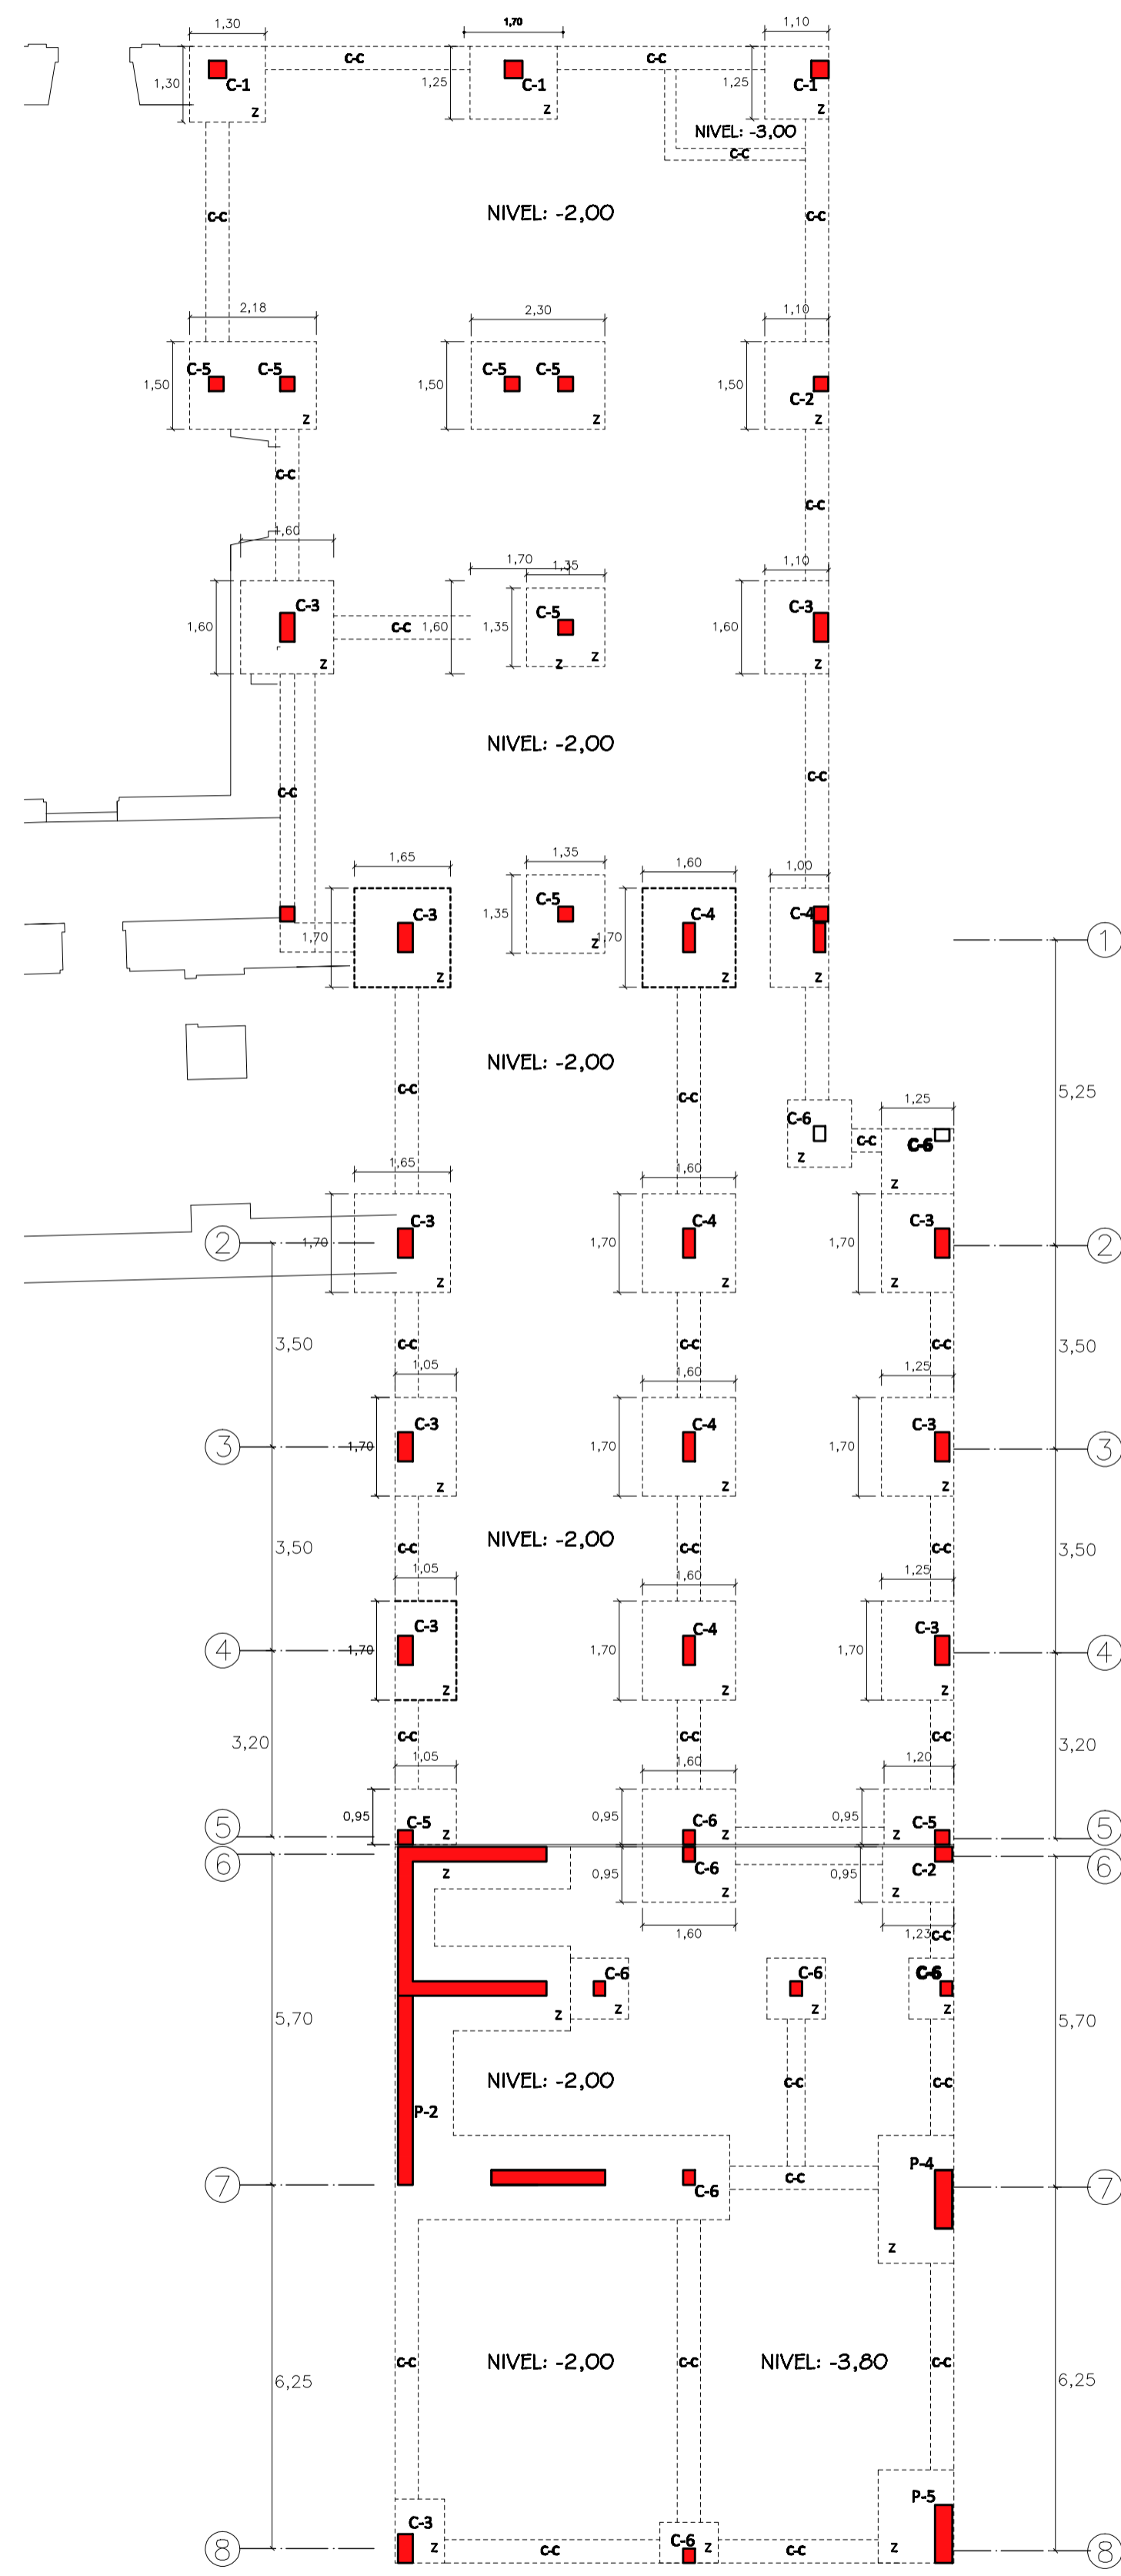 1,30
1,70
1,10
C-C
C-C
1,30
C-1
Z
1,25
C-1
Z
1,25
C-1
Z
NIVEL: -3,00
C-C
C-C
NIVEL: -2,00
C-C
2,18
2,30
1,10
1,50
C-5
C-5
Z
1,50
C-5
C-5
Z
1,50
C-2
Z
C-C
C-C
1,60
1,70
1,35
1,10
1,60
C-3
Z
C-C
1,60
1,35
C-5
Z
Z
1,60
C-3
Z
NIVEL: -2,00
C-C
C-C
1,65
1,35
1,60
1,00
1,70
C-3
Z
1,35
C-5
Z
1,70
C-4
Z
C-4
Z
1
NIVEL: -2,00
C-C
C-C
5,25
1,25
C-6
Z
C-C
C-6
Z
1,65
1,60
2
1,70
C-3
Z
1,70
C-4
Z
1,70
C-3
Z
2
3,50
C-C
C-C
C-C
3,50
1,05
1,60
1,25
3
1,70
C-3
Z
1,70
C-4
Z
1,70
C-3
Z
3
3,50
C-C
NIVEL: -2,00
C-C
C-C
3,50
1,05
1,60
1,25
4
1,70
C-3
Z
1,70
C-4
Z
1,70
C-3
Z
4
3,20
C-C
C-C
C-C
3,20
1,05
1,60
1,20
5
0,95
C-5
Z
0,95
C-6
Z
0,95
C-5
Z
5
6
Z
0,95
C-6
Z
0,95
C-2
Z
6
1,60
1,23
C-C
C-6
Z
C-6
Z
C-6
Z
Z
5,70
5,70
NIVEL: -2,00
C-C
C-C
P-2
7
C-6
C-C
P-4
Z
7
6,25
C-C
NIVEL: -2,00
C-C
NIVEL: -3,80
C-C
6,25
8
C-3
Z
C-C
C-6
Z
C-C
P-5
Z
8